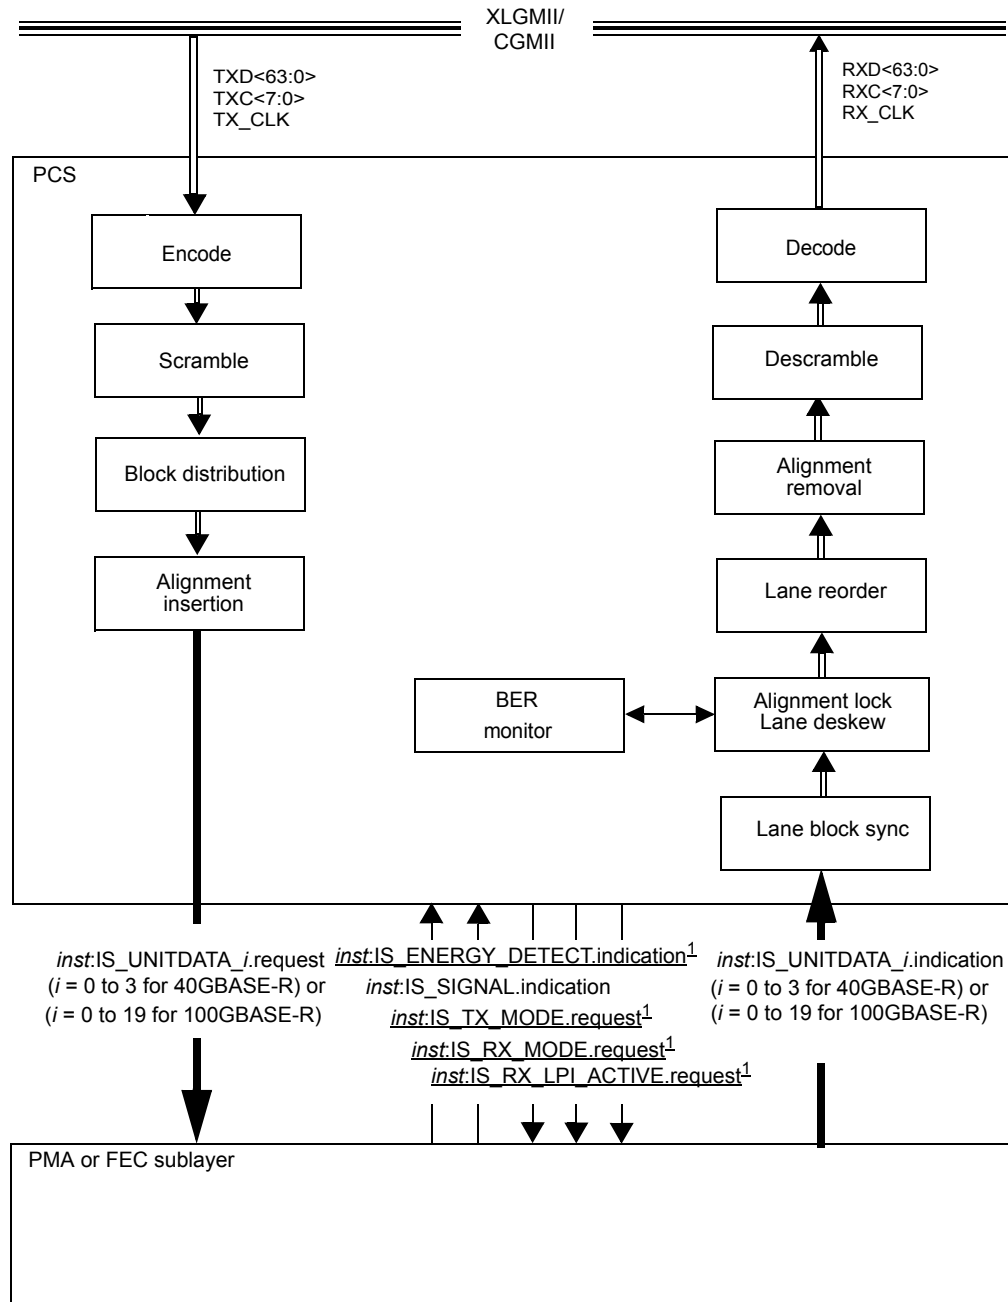 XLGMII/
CGMII
TXD<63:0>
TXC<7:0>
TX_CLK
RXD<63:0>
RXC<7:0>
RX_CLK
PCS
Encode
Scramble
Block distribution
Alignment
insertion
Decode
Descramble
Alignment
removal
Lane reorder
Alignment lock
Lane deskew
BER
monitor
Lane block sync
inst:IS_UNITDATA_i.request
(i = 0 to 3 for 40GBASE-R) or
(i = 0 to 19 for 100GBASE-R)
inst:IS_ENERGY_DETECT.indication1
inst:IS_SIGNAL.indication
inst:IS_TX_MODE.request1
inst:IS_RX_MODE.request1
inst:IS_RX_LPI_ACTIVE.request1
inst:IS_UNITDATA_i.indication
(i = 0 to 3 for 40GBASE-R) or
(i = 0 to 19 for 100GBASE-R)
PMA or FEC sublayer